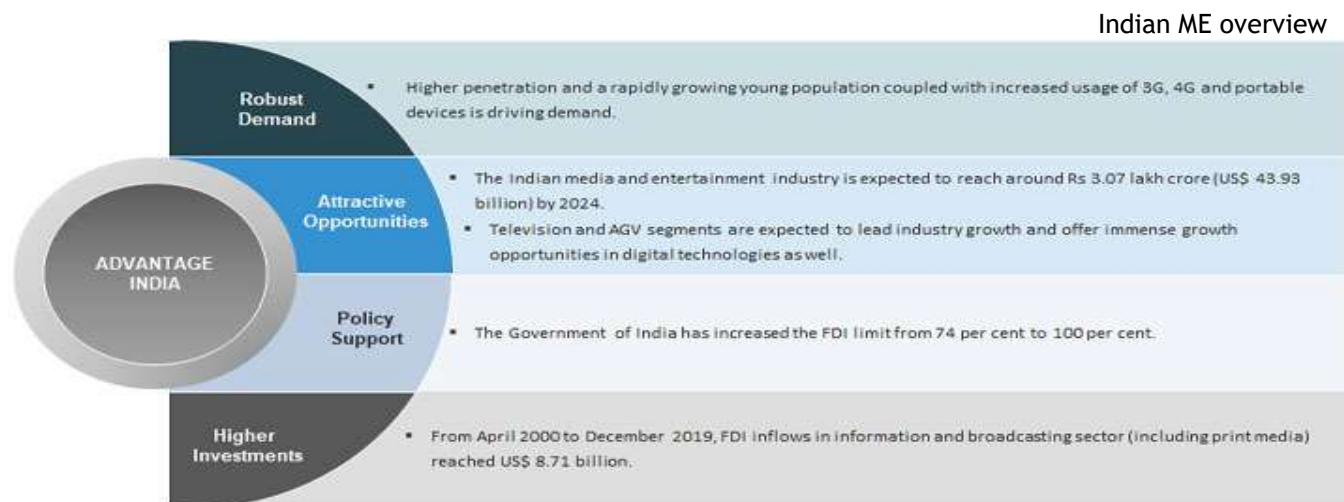 Indian ME overview
ADVANTAGE
INDIA
Robust
Demand
▪ Higher penetration and a rapidly growing young population coupled with increased usage of 3G, 4G and portable
devices is driving demand.
Attractive
Opportunities
▪ The Indian media and entertainment industry is expected to reach around Rs 3.07 lakh crore (US$ 43.93
billion) by 2024.
▪ Television and AGV segments are expected to lead industry growth and offer immense growth
opportunities in digital technologies as well.
Policy
Support
▪ The Government of India has increased the FDI limit from 74 per cent to 100 per cent.
Higher
Investments
▪ From April 2000 to December 2019, FDI inflows in information and broadcasting sector (including print media)
reached US$ 8.71 billion.